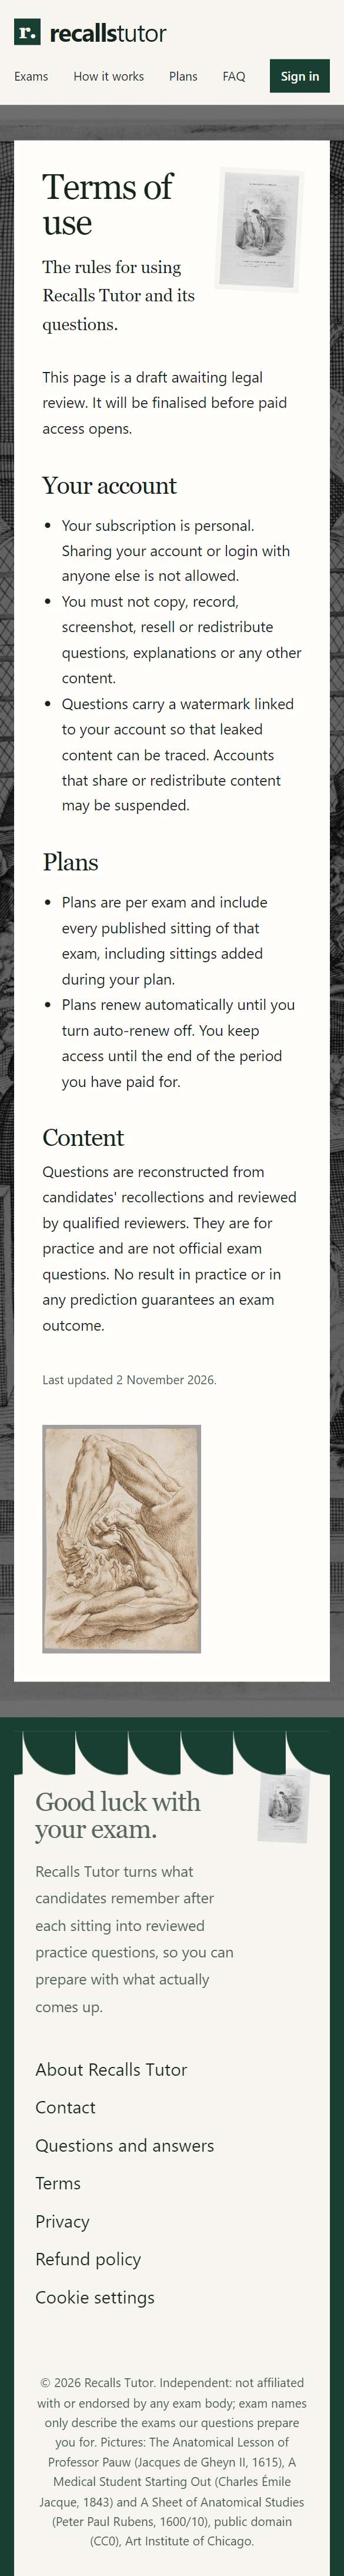 r. recallstutor
Exams How it works Plans FAQ Sign in
Terms of
use
The rules for using
Recalls Tutor and its
questions.
This page is a draft awaiting legal
review. It will be finalised before paid
access opens.
Your account
• Your subscription is personal.
Sharing your account or login with
anyone else is not allowed.
• You must not copy, record,
screenshot, resell or redistribute
questions, explanations or any other
content.
• Questions carry a watermark linked
to your account so that leaked
content can be traced. Accounts
that share or redistribute content
may be suspended.
Plans
• Plans are per exam and include
every published sitting of that
exam, including sittings added
during your plan.
• Plans renew automatically until you
turn auto-renew off. You keep
access until the end of the period
you have paid for.
Content
Questions are reconstructed from
candidates' recollections and reviewed
by qualified reviewers. They are for
practice and are not official exam
questions. No result in practice or in
any prediction guarantees an exam
outcome.
Last updated 2 November 2026.
Good luck with
your exam.
Recalls Tutor turns what
candidates remember after
each sitting into reviewed
practice questions, so you can
prepare with what actually
comes up.
About Recalls Tutor
Contact
Questions and answers
Terms
Privacy
Refund policy
Cookie settings
© 2026 Recalls Tutor. Independent: not affiliated
with or endorsed by any exam body; exam names
only describe the exams our questions prepare
you for. Pictures: The Anatomical Lesson of
Professor Pauw (Jacques de Gheyn II, 1615), A
Medical Student Starting Out (Charles Émile
Jacque, 1843) and A Sheet of Anatomical Studies
(Peter Paul Rubens, 1600/10), public domain
(CC0), Art Institute of Chicago.